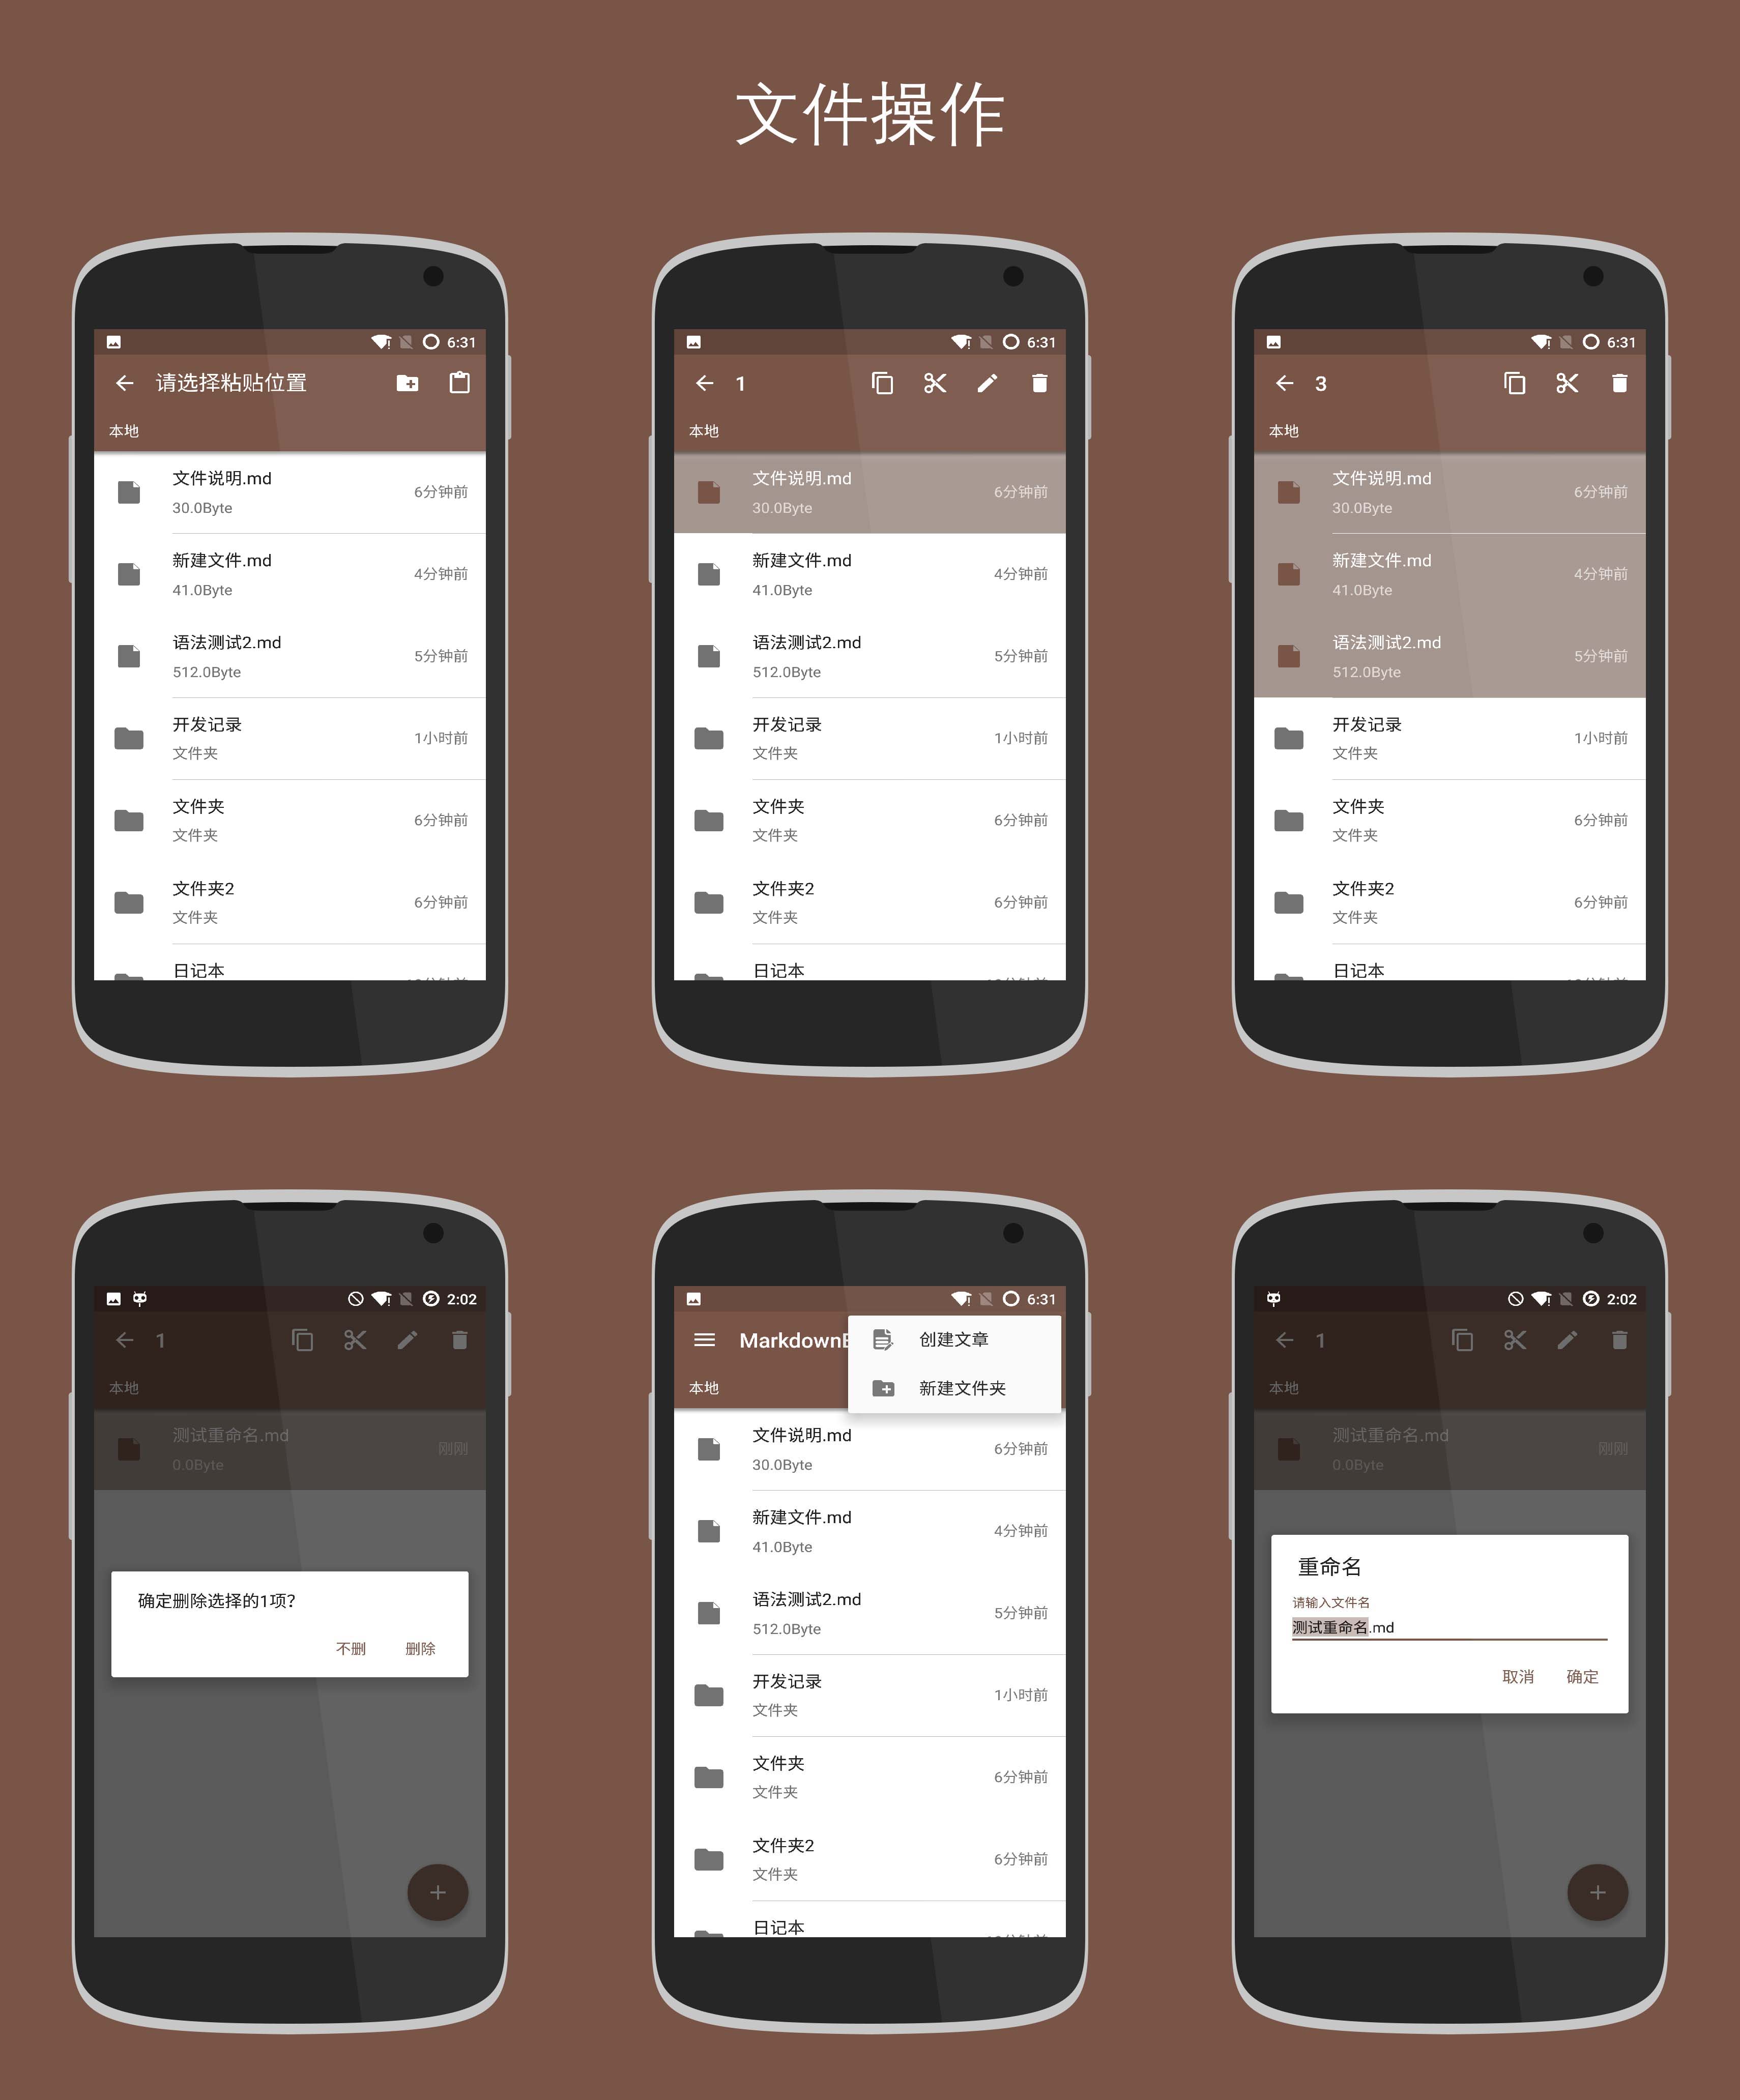 文件操作
6:31
请选择粘贴位置
本地
文件说明.md
30.0Byte
6分钟前
新建文件.md
41.0Byte
4分钟前
语法测试2.md
512.0Byte
5分钟前
开发记录
文件夹
1小时前
文件夹
文件夹
6分钟前
文件夹2
文件夹
6分钟前
日记本
6:31
1
本地
文件说明.md
30.0Byte
6分钟前
新建文件.md
41.0Byte
4分钟前
语法测试2.md
512.0Byte
5分钟前
开发记录
文件夹
1小时前
文件夹
文件夹
6分钟前
文件夹2
文件夹
6分钟前
日记本
6:31
3
本地
文件说明.md
30.0Byte
6分钟前
新建文件.md
41.0Byte
4分钟前
语法测试2.md
512.0Byte
5分钟前
开发记录
文件夹
1小时前
文件夹
文件夹
6分钟前
文件夹2
文件夹
6分钟前
日记本
2:02
1
本地
测试重命名.md
0.0Byte
刚刚
确定删除选择的1项?
不删 删除
6:31
Markdown
创建文章
新建文件夹
本地
文件说明.md
30.0Byte
6分钟前
新建文件.md
41.0Byte
4分钟前
语法测试2.md
512.0Byte
5分钟前
开发记录
文件夹
1小时前
文件夹
文件夹
6分钟前
文件夹2
文件夹
6分钟前
日记本
2:02
1
本地
测试重命名.md
0.0Byte
刚刚
重命名
请输入文件名
测试重命名.md
取消 确定